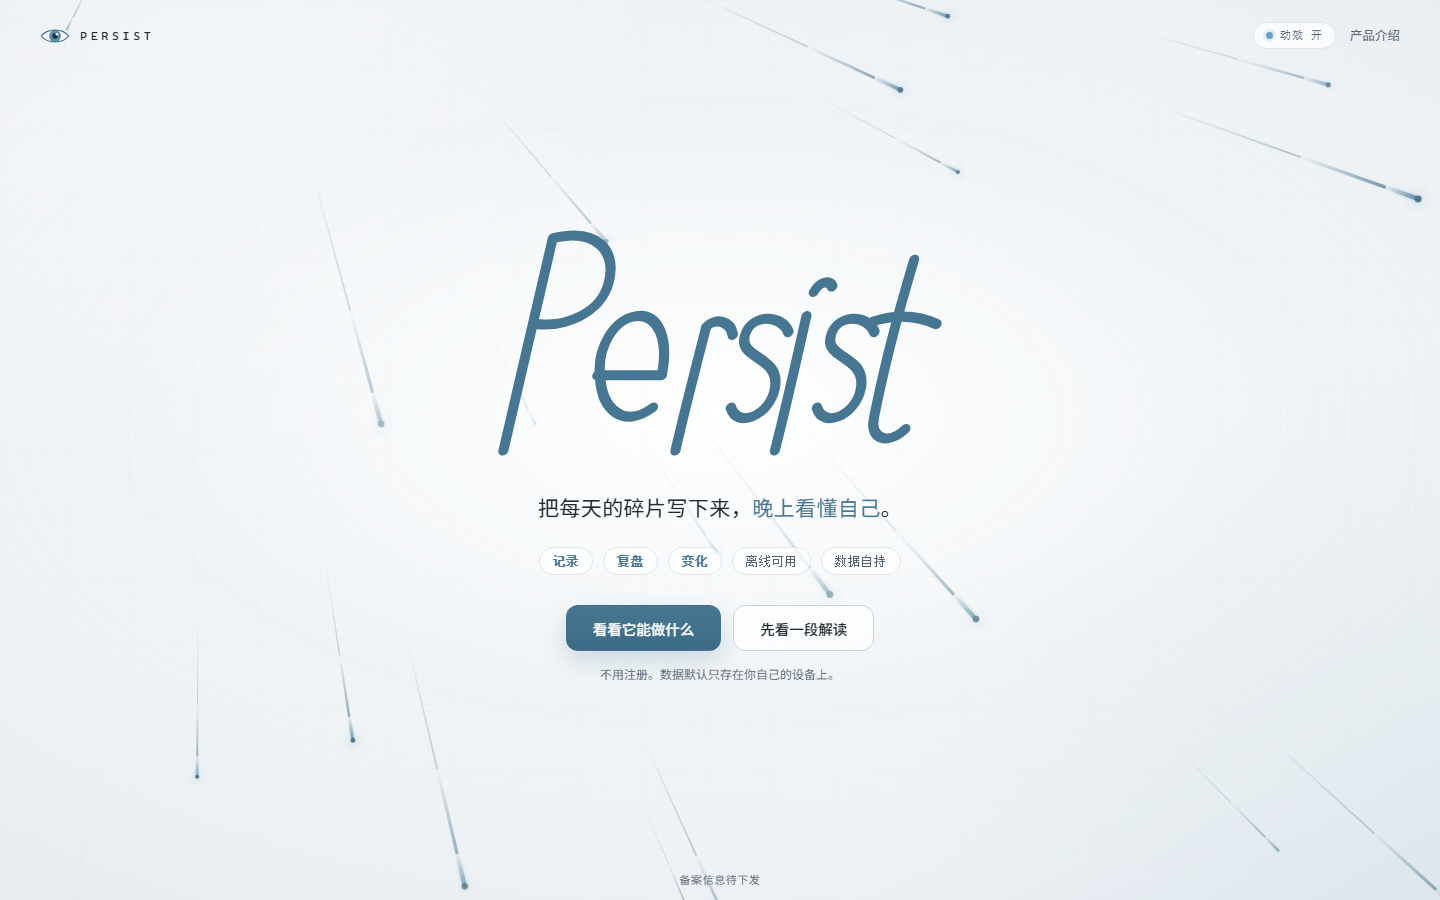 PERSIST
动效 开
产品介绍
Persist
把每天的碎片写下来，晚上看懂自己。
记录
复盘
变化
离线可用
数据自持
看看它能做什么
先看一段解读
不用注册。数据默认只存在你自己的设备上。
备案信息待下发